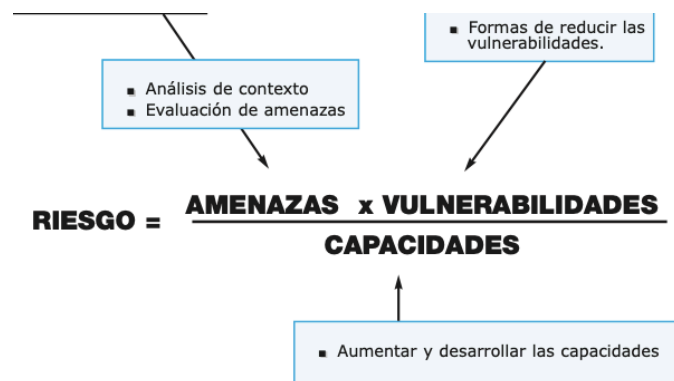 ▪ Formas de reducir las
vulnerabilidades.
▪ Análisis de contexto
▪ Evaluación de amenazas
RIESGO = AMENAZAS x VULNERABILIDADES
CAPACIDADES
▪ Aumentar y desarrollar las capacidades